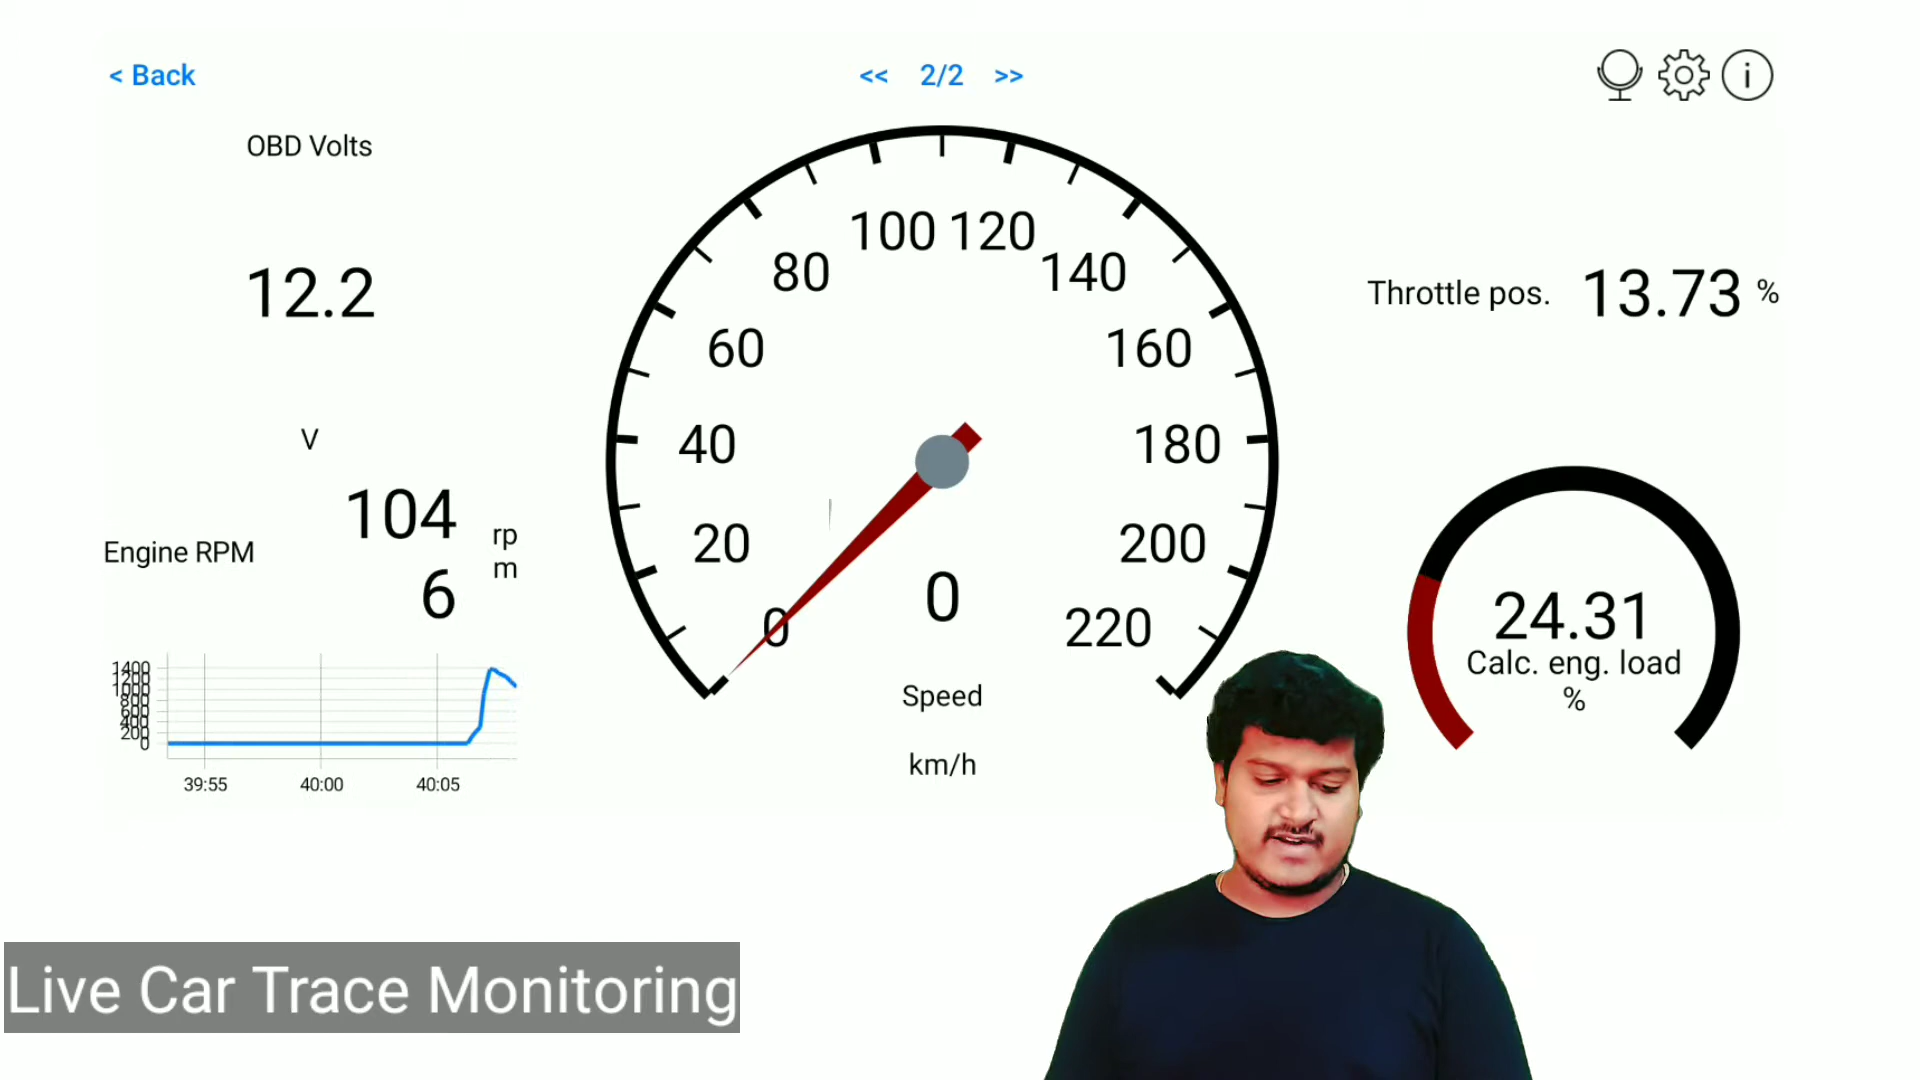 < Back
<< 2/2 >>
i
OBD Volts
12.2
V
Engine RPM
104
6
rp
m
1400
1200
1000
800
600
400
200
0
39:55 40:00 40:05
0
20
40
60
80
100
120
140
160
180
200
220
0
Speed
km/h
Throttle pos. 13.73 %
24.31
Calc. eng. load
%
Live Car Trace Monitoring